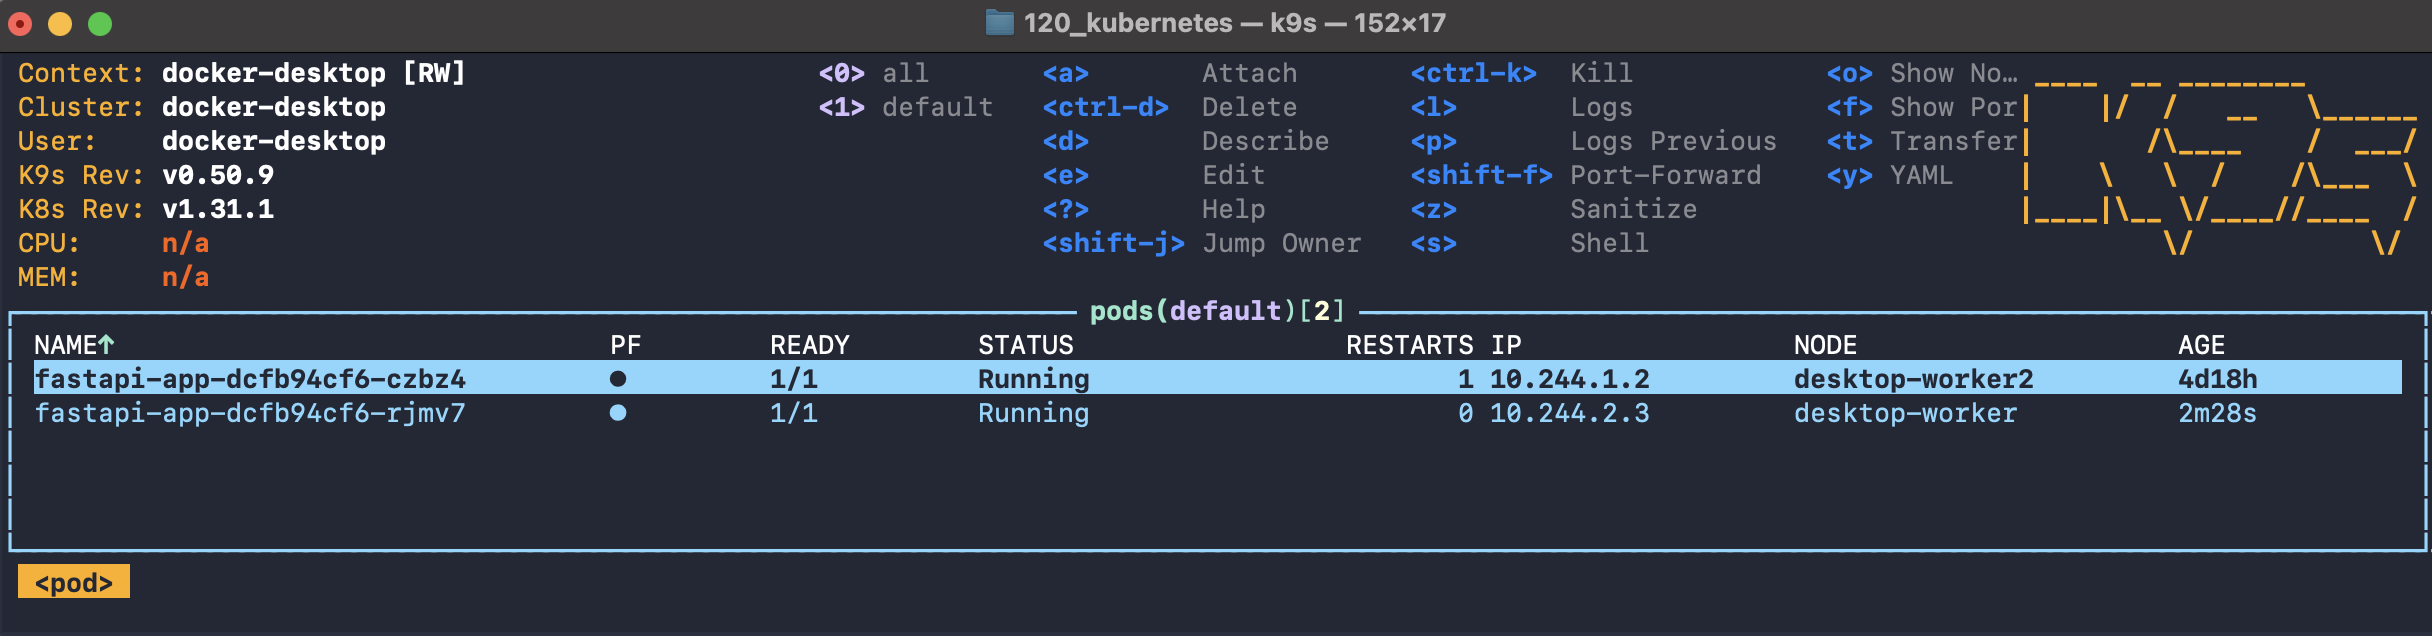 120_kubernetes — k9s — 152×17
Context: docker-desktop [RW] <0> all <a> Attach <ctrl-k> Kill <o> Show No…
Cluster: docker-desktop <1> default <ctrl-d> Delete <l> Logs <f> Show Por
User: docker-desktop <d> Describe <p> Logs Previous <t> Transfer
K9s Rev: v0.50.9 <e> Edit <shift-f> Port-Forward <y> YAML
K8s Rev: v1.31.1 <?> Help <z> Sanitize
CPU: n/a <shift-j> Jump Owner <s> Shell
MEM: n/a
pods(default)[2]
NAME↑ PF READY STATUS RESTARTS IP NODE AGE
fastapi-app-dcfb94cf6-czbz4 ● 1/1 Running 1 10.244.1.2 desktop-worker2 4d18h
fastapi-app-dcfb94cf6-rjmv7 ● 1/1 Running 0 10.244.2.3 desktop-worker 2m28s
<pod>